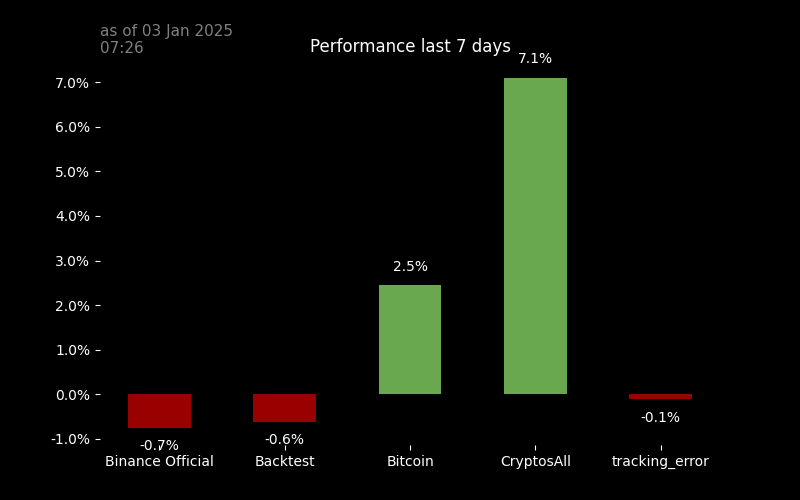 as of 03 Jan 2025
07:26
Performance last 7 days
7.1%
7.0%
6.0%
5.0%
4.0%
3.0%
2.5%
2.0%
1.0%
0.0%
-0.1%
-1.0%
-0.7%
-0.6%
Binance Official
Backtest
Bitcoin
CryptosAll
tracking_error